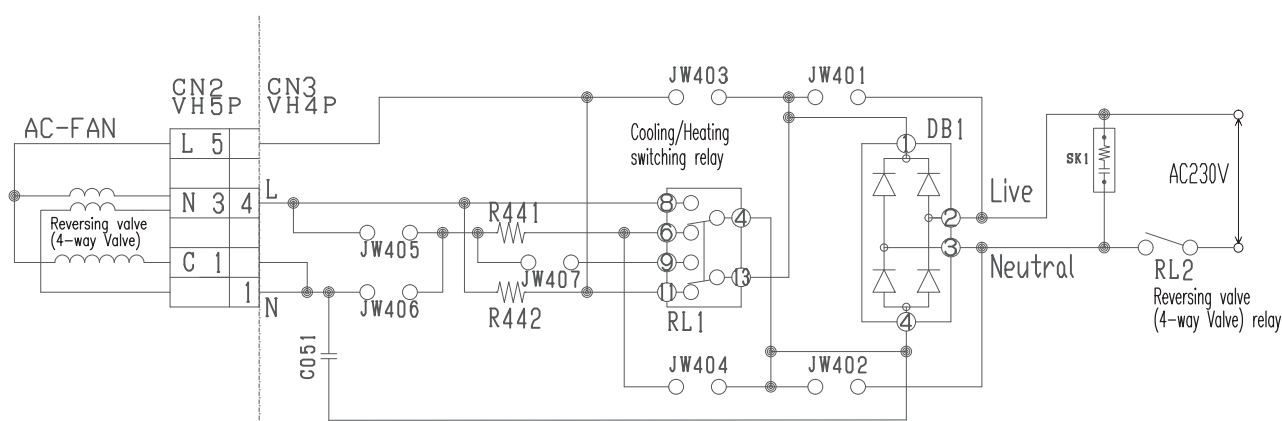 CN2
VH5P
CN3
VH4P
JW403
JW401
AC-FAN
L 5
Cooling/Heating
switching relay
1
DB1
SK1
AC230V
N 3 4
L
8
4
Live
2
Reversing valve
(4-way Valve)
R441
6
JW405
C 1
9
13
3
Neutral
JW407
RL2
1
N
JW406
R442
11
RL1
Reversing valve
(4-way Valve) relay
4
C051
JW404
JW402